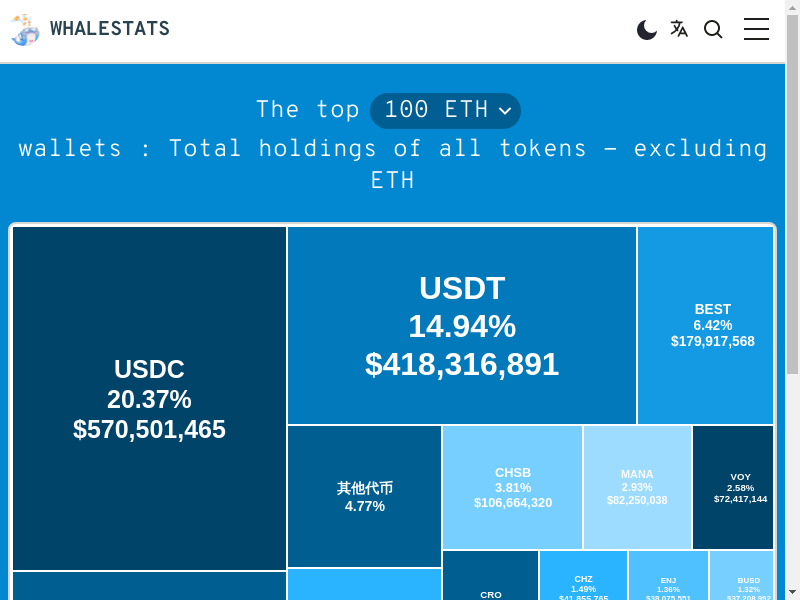 WHALESTATS
The top 100 ETH
wallets : Total holdings of all tokens – excluding
ETH
USDC
20.37%
$570,501,465
USDT
14.94%
$418,316,891
BEST
6.42%
$179,917,568
其他代币
4.77%
CHSB
3.81%
$106,664,320
MANA
2.93%
$82,250,038
VOY
2.58%
$72,417,144
CRO
CHZ
1.49%
$41,855,765
ENJ
1.36%
$38,075,551
BUSD
1.32%
$37,208,992